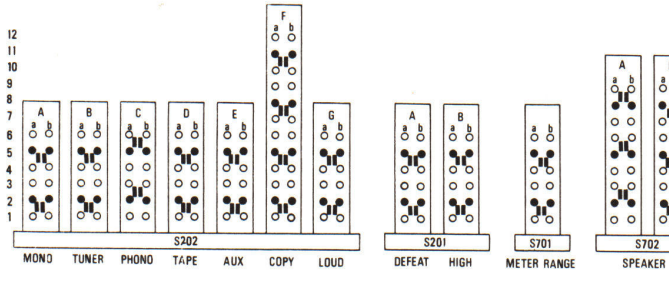 F
a b
12
11
10
9
8
7
6
5
4
3
2
1
A B C D E G
a b a b a b a b a b a b
A B
a b a b
a b
A
a b
S202 S201 S701 S702
MONO TUNER PHONO TAPE AUX COPY LOUD DEFEAT HIGH METER RANGE SPEAKER